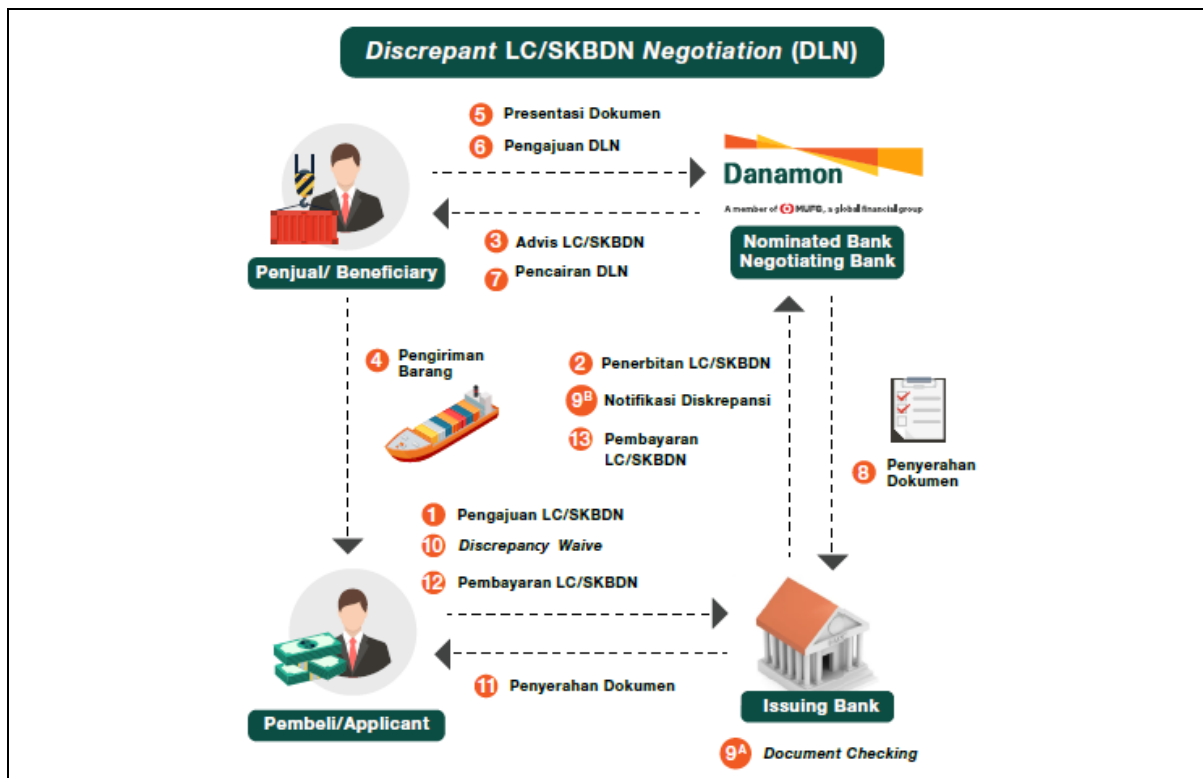 Discrepant LC/SKBDN Negotiation (DLN)
5 Presentasi Dokumen
6 Pengajuan DLN
Danamon
A member of MUFG, a global financial group
3 Advis LC/SKBDN
7 Pencairan DLN
Nominated Bank
Negotiating Bank
Penjual/ Beneficiary
4 Pengiriman
Barang
2 Penerbitan LC/SKBDN
9B Notifikasi Diskrepansi
13 Pembayaran
LC/SKBDN
8 Penyerahan
Dokumen
1 Pengajuan LC/SKBDN
10 Discrepancy Waive
12 Pembayaran LC/SKBDN
11 Penyerahan Dokumen
Pembeli/Applicant
Issuing Bank
9A Document Checking